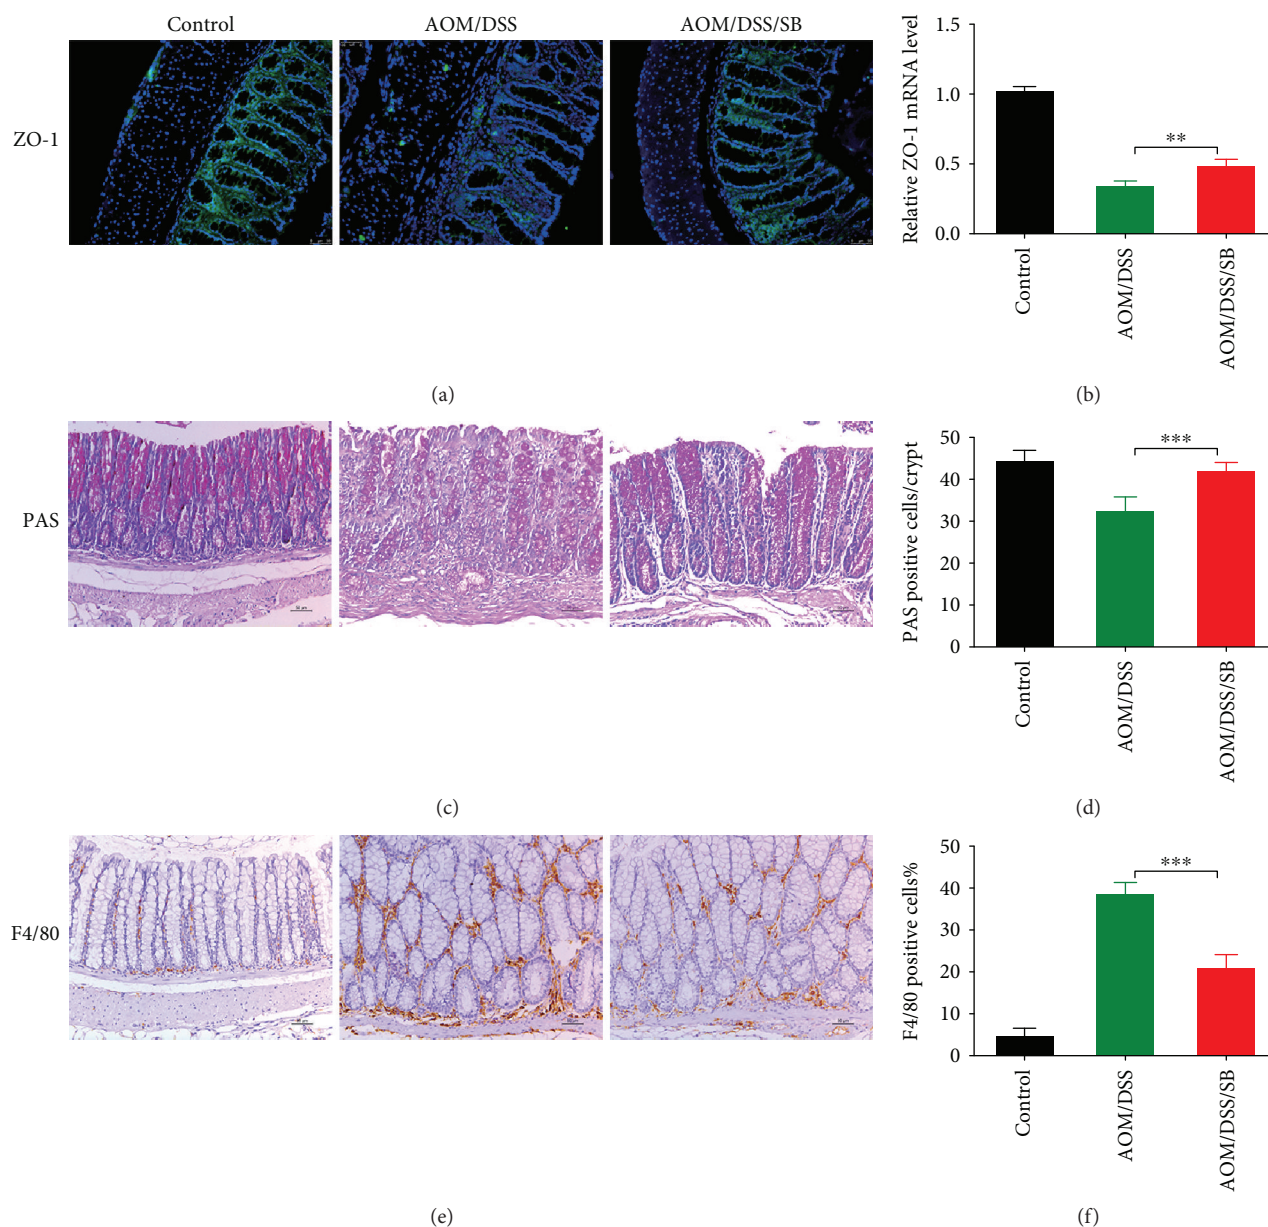 Control
AOM/DSS
AOM/DSS/SB
ZO-1
Relative ZO-1 mRNA level
1.5
1.0
0.5
0.0
**
Control
AOM/DSS
AOM/DSS/SB
(a)
(b)
PAS
50 μm
PAS positive cells/crypt
50
40
30
20
10
0
***
Control
AOM/DSS
AOM/DSS/SB
(c)
(d)
F4/80
F4/80 positive cells%
50
40
30
20
10
0
***
Control
AOM/DSS
AOM/DSS/SB
(e)
(f)